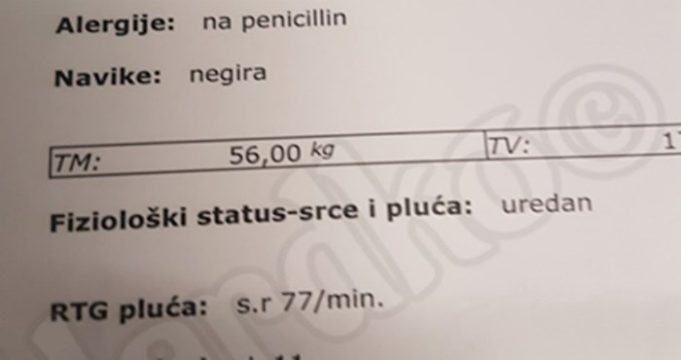 Alergije: na penicillin
Navike: negira
TM: 56,00 kg TV:
Fiziološki status-srce i pluća: uredan
RTG pluća: s.r 77/min.